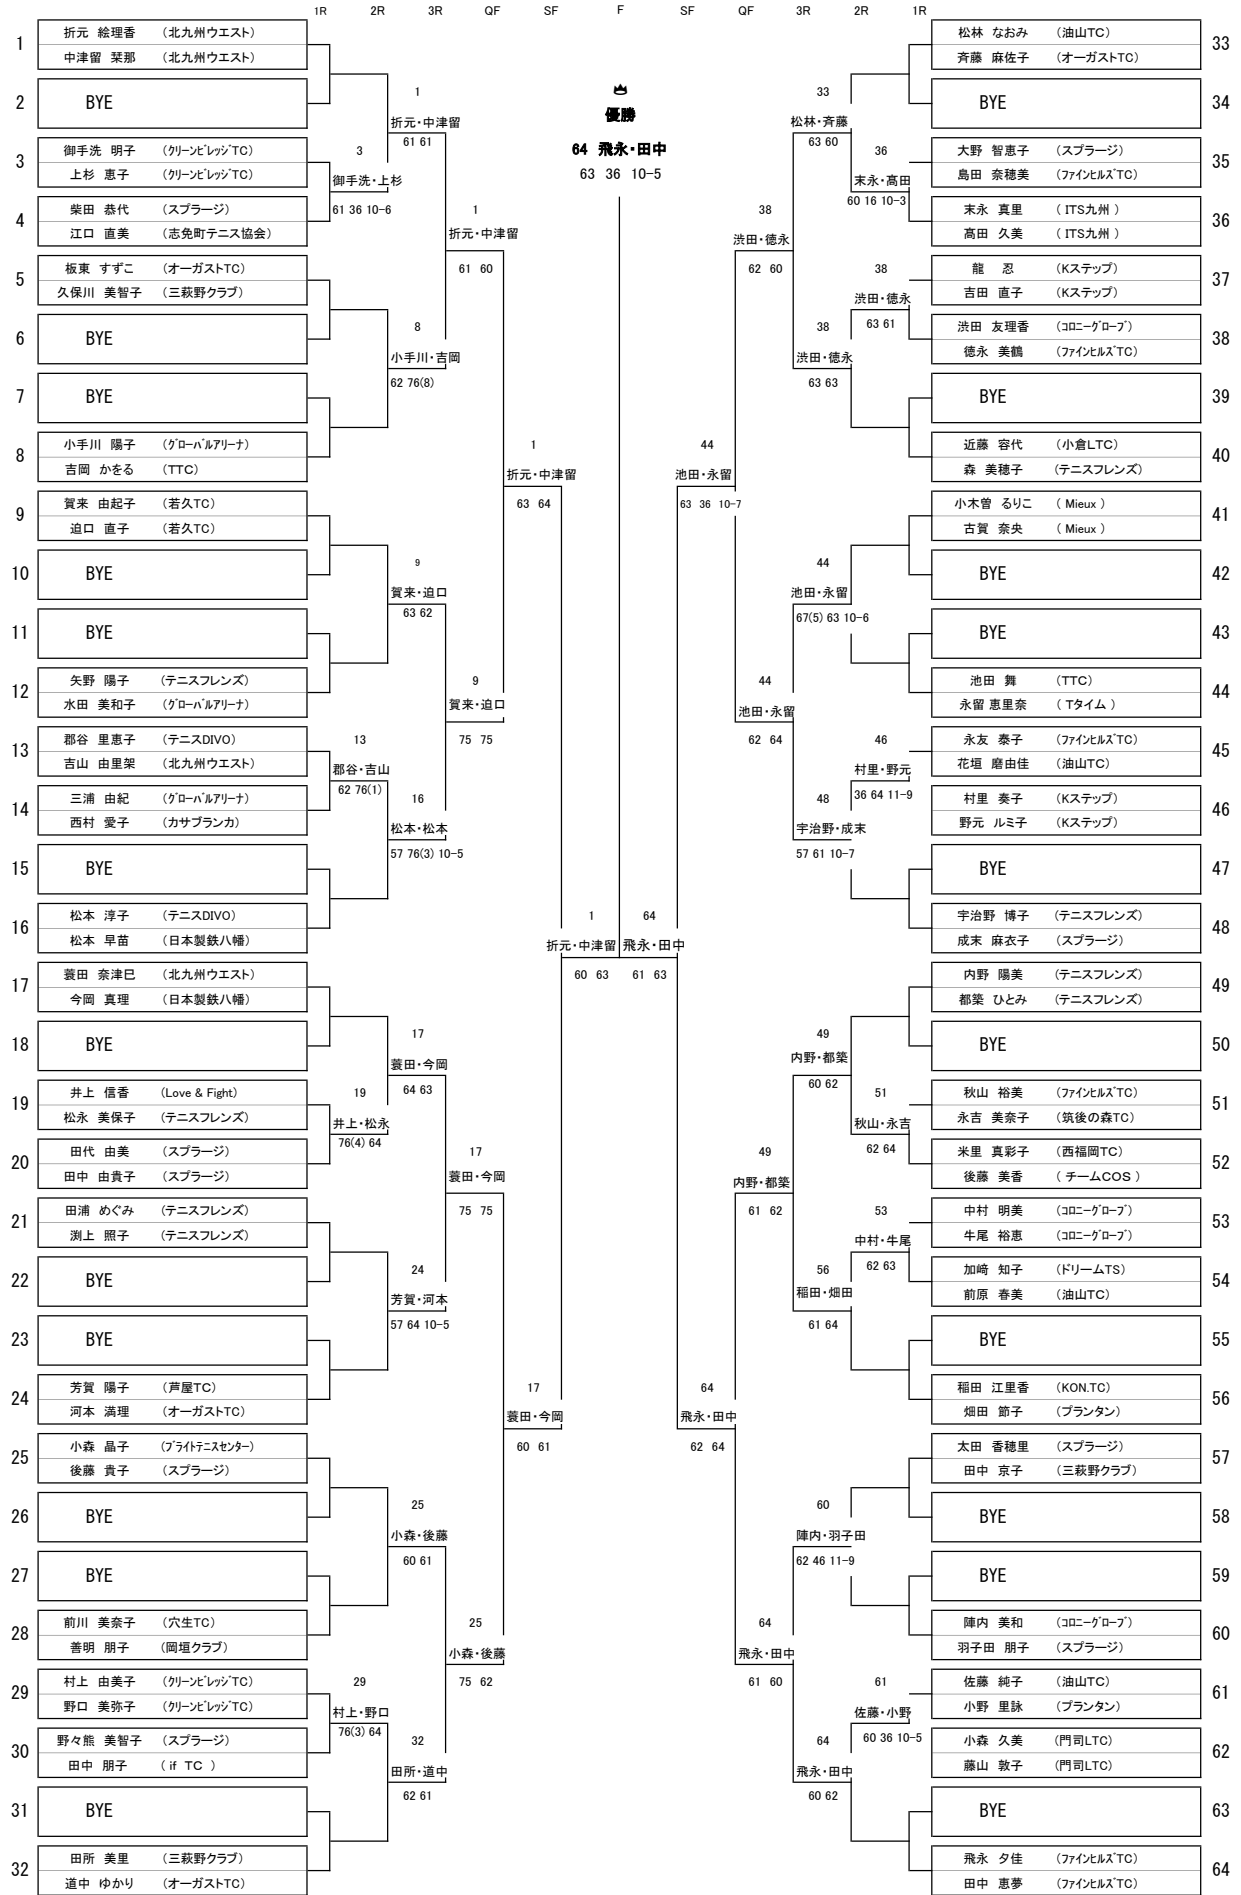 1R 2R 3R QF SF F SF QF 3R 2R 1R
優勝
64 飛永・田中
63 36 10-5
1
折元 絵理香 （北九州ウエスト）
中津留 栞那 （北九州ウエスト）
2
BYE
3
御手洗 明子 （クリーンビレッジTC）
上杉 恵子 （クリーンビレッジTC）
4
柴田 恭代 （スプラージ）
江口 直美 （志免町テニス協会）
5
板東 すずこ （オーガストTC）
久保川 美智子 （三萩野クラブ）
6
BYE
7
BYE
8
小手川 陽子 （グローバルアリーナ）
吉岡 かをる （TTC）
9
賀来 由起子 （若久TC）
迫口 直子 （若久TC）
10
BYE
11
BYE
12
矢野 陽子 （テニスフレンズ）
水田 美和子 （グローバルアリーナ）
13
郡谷 里恵子 （テニスDIVO）
吉山 由里架 （北九州ウエスト）
14
三浦 由紀 （グローバルアリーナ）
西村 愛子 （カサブランカ）
15
BYE
16
松本 淳子 （テニスDIVO）
松本 早苗 （日本製鉄八幡）
17
蓑田 奈津巳 （北九州ウエスト）
今岡 真理 （日本製鉄八幡）
18
BYE
19
井上 信香 （Love & Fight）
松永 美保子 （テニスフレンズ）
20
田代 由美 （スプラージ）
田中 由貴子 （スプラージ）
21
田浦 めぐみ （テニスフレンズ）
渕上 照子 （テニスフレンズ）
22
BYE
23
BYE
24
芳賀 陽子 （芦屋TC）
河本 満理 （オーガストTC）
25
小森 晶子 （ブライトテニスセンター）
後藤 貴子 （スプラージ）
26
BYE
27
BYE
28
前川 美奈子 （穴生TC）
善明 朋子 （岡垣クラブ）
29
村上 由美子 （クリーンビレッジTC）
野口 美弥子 （クリーンビレッジTC）
30
野々熊 美智子 （スプラージ）
田中 朋子 （ if TC ）
31
BYE
32
田所 美里 （三萩野クラブ）
道中 ゆかり （オーガストTC）
3
御手洗・上杉
61 36 10-6
13
郡谷・吉山
62 76(1)
19
井上・松永
76(4) 64
29
村上・野口
76(3) 64
1
折元・中津留
61 61
8
小手川・吉岡
62 76(8)
9
賀来・迫口
63 62
16
松本・松本
57 76(3) 10-5
17
蓑田・今岡
64 63
24
芳賀・河本
57 64 10-5
25
小森・後藤
60 61
32
田所・道中
62 61
1
折元・中津留
61 60
9
賀来・迫口
75 75
17
蓑田・今岡
75 75
25
小森・後藤
75 62
1
折元・中津留
63 64
17
蓑田・今岡
60 61
1
折元・中津留
60 63
64
飛永・田中
61 63
44
池田・永留
63 36 10-7
64
飛永・田中
62 64
38
渋田・徳永
62 60
44
池田・永留
62 64
49
内野・都築
61 62
64
飛永・田中
61 60
33
松林・斉藤
63 60
38
渋田・徳永
63 63
44
池田・永留
67(5) 63 10-6
48
宇治野・成末
57 61 10-7
49
内野・都築
60 62
56
稲田・畑田
61 64
60
陣内・羽子田
62 46 11-9
64
飛永・田中
60 62
36
末永・髙田
60 16 10-3
38
渋田・徳永
63 61
46
村里・野元
36 64 11-9
51
秋山・永吉
62 64
53
中村・牛尾
62 63
61
佐藤・小野
60 36 10-5
松林 なおみ （油山TC）
斉藤 麻佐子 （オーガストTC）
33
BYE
34
大野 智恵子 （スプラージ）
島田 奈穂美 （ファインヒルズTC）
35
末永 真里 （ ITS九州 ）
髙田 久美 （ ITS九州 ）
36
龍 忍 （Kステップ）
吉田 直子 （Kステップ）
37
渋田 友理香 （コロニーグローブ）
徳永 美鶴 （ファインヒルズTC）
38
BYE
39
近藤 容代 （小倉LTC）
森 美穂子 （テニスフレンズ）
40
小木曽 るりこ （ Mieux ）
古賀 奈央 （ Mieux ）
41
BYE
42
BYE
43
池田 舞 （TTC）
永留 恵里奈 （ Tタイム ）
44
永友 泰子 （ファインヒルズTC）
花垣 磨由佳 （油山TC）
45
村里 奏子 （Kステップ）
野元 ルミ子 （Kステップ）
46
BYE
47
宇治野 博子 （テニスフレンズ）
成末 麻衣子 （スプラージ）
48
内野 陽美 （テニスフレンズ）
都築 ひとみ （テニスフレンズ）
49
BYE
50
秋山 裕美 （ファインヒルズTC）
永吉 美奈子 （筑後の森TC）
51
米里 真彩子 （西福岡TC）
後藤 美香 （ チームCOS ）
52
中村 明美 （コロニーグローブ）
牛尾 裕恵 （コロニーグローブ）
53
加﨑 知子 （ドリームTS）
前原 春美 （油山TC）
54
BYE
55
稲田 江里香 （KON.TC）
畑田 節子 （プランタン）
56
太田 香穂里 （スプラージ）
田中 京子 （三萩野クラブ）
57
BYE
58
BYE
59
陣内 美和 （コロニーグローブ）
羽子田 朋子 （スプラージ）
60
佐藤 純子 （油山TC）
小野 里詠 （プランタン）
61
小森 久美 （門司LTC）
藤山 敦子 （門司LTC）
62
BYE
63
飛永 夕佳 （ファインヒルズTC）
田中 恵夢 （ファインヒルズTC）
64